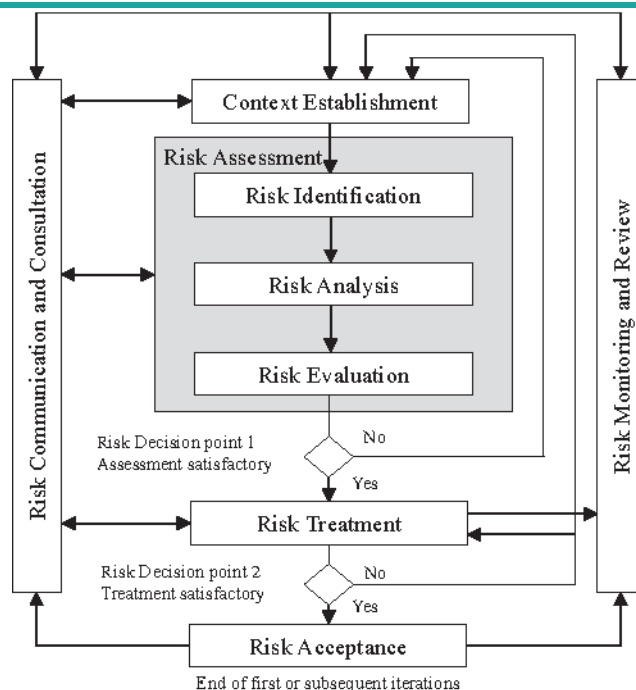 Context Establishment
Risk Assessment
Risk Identification
Risk Analysis
Risk Evaluation
Risk Decision point 1
Assessment satisfactory
No
Yes
Risk Treatment
Risk Decision point 2
Treatment satisfactory
No
Yes
Risk Acceptance
End of first or subsequent iterations
Risk Communication and Consultation
Risk Monitoring and Review